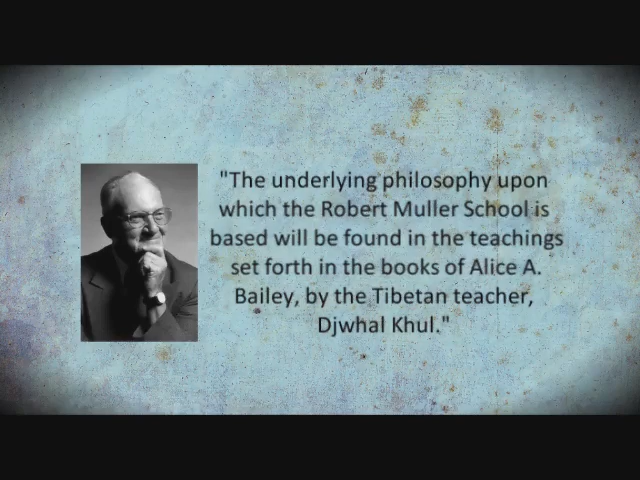 "The underlying philosophy upon
which the Robert Muller School is
based will be found in the teachings
set forth in the books of Alice A.
Bailey, by the Tibetan teacher,
Djwhal Khul."